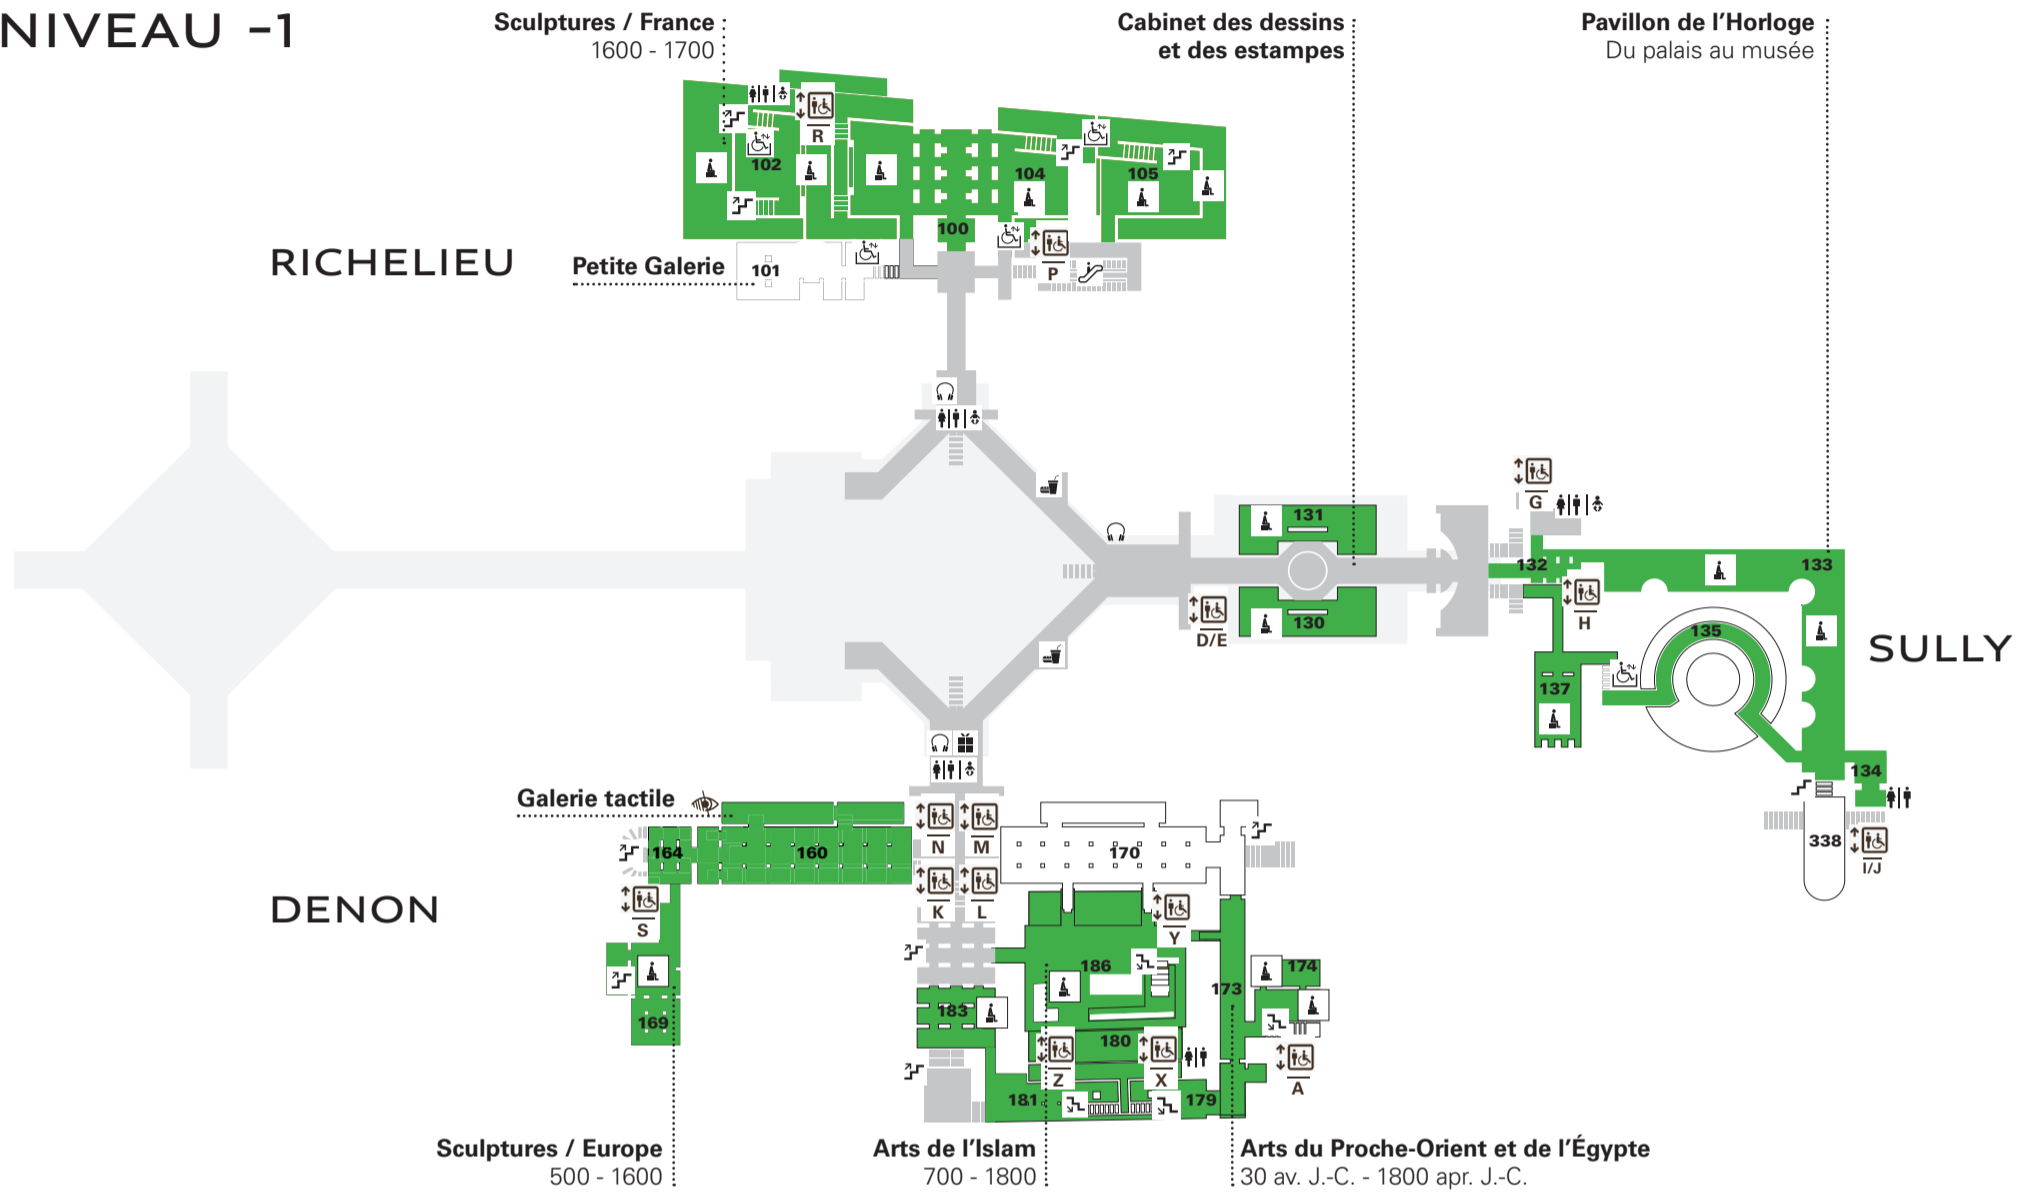 NIVEAU -1
Sculptures / France
1600 - 1700
Cabinet des dessins
et des estampes
Pavillon de l'Horloge
Du palais au musée
R
102
104
105
100
RICHELIEU
Petite Galerie
101
P
G
131
132
133
130
D/E
H
135
SULLY
137
134
338
I/J
Galerie tactile
164
160
N
M
170
K
L
DENON
S
Y
186
174
173
169
183
180
Z
X
A
181
179
Sculptures / Europe
500 - 1600
Arts de l'Islam
700 - 1800
Arts du Proche-Orient et de l'Égypte
30 av. J.-C. - 1800 apr. J.-C.